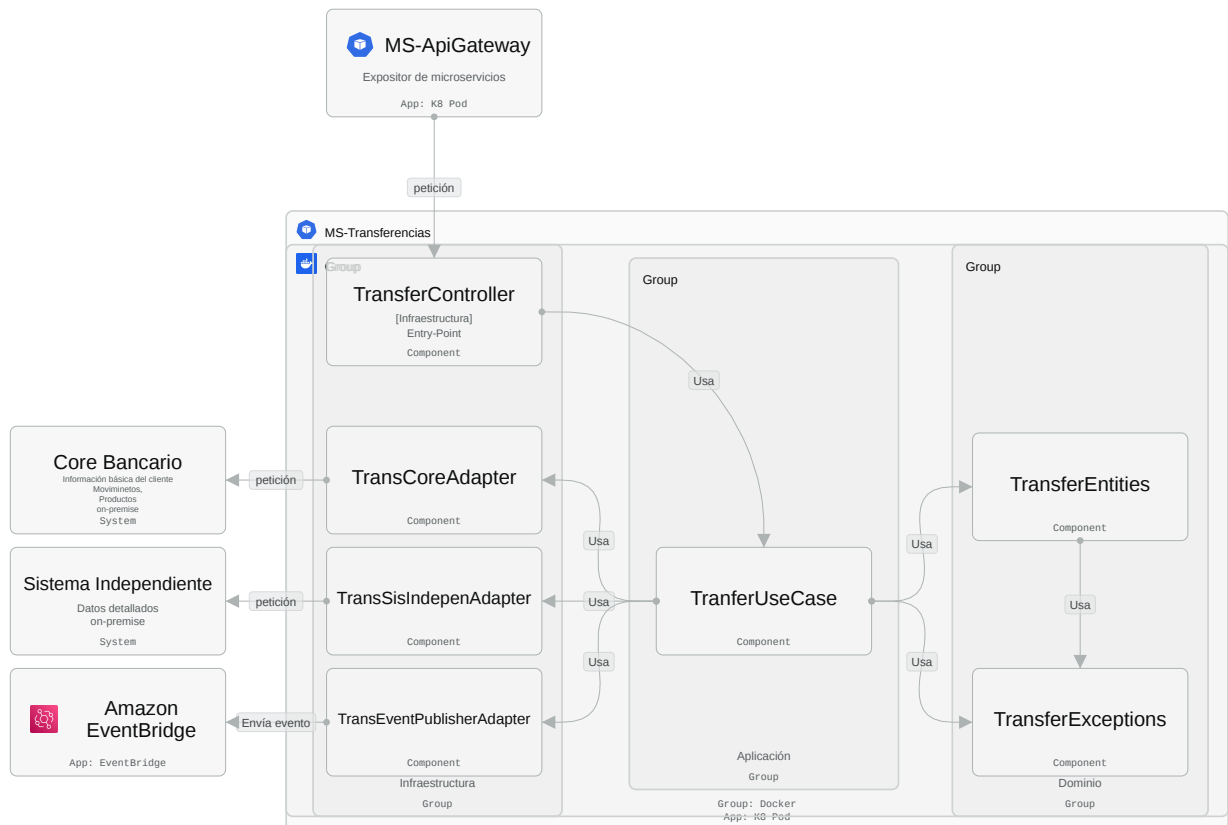 MS-ApiGateway
Expositor de microservicios
App: K8 Pod
petición
MS-Transferencias
Group
TransferController
[Infraestructura]
Entry-Point
Component
Group
Group
Usa
Core Bancario
Información básica del cliente
Moviminetos,
Productos
on-premise
System
petición
TransCoreAdapter
Component
Usa
Sistema Independiente
Datos detallados
on-premise
System
petición
TransSisIndepenAdapter
Component
Usa
TranferUseCase
Component
Usa
TransferEntities
Component
Usa
Amazon
EventBridge
App: EventBridge
Envía evento
TransEventPublisherAdapter
Component
Usa
Usa
TransferExceptions
Component
Infraestructura
Group
Aplicación
Group
Dominio
Group
Group: Docker
App: K8 Pod